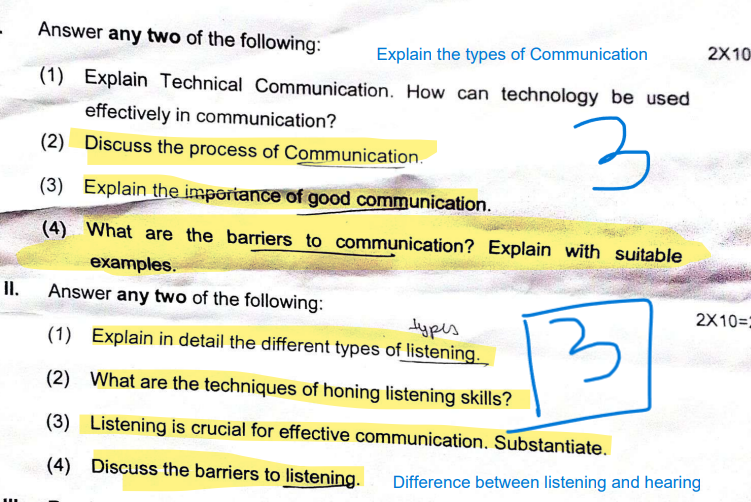 Answer any two of the following:
Explain the types of Communication
2X10
(1) Explain Technical Communication. How can technology be used
effectively in communication?
3
(2) Discuss the process of Communication.
(3) Explain the importance of good communication.
(4) What are the barriers to communication? Explain with suitable
examples.
II. Answer any two of the following:
2X10=
types
(1) Explain in detail the different types of listening.
3
(2) What are the techniques of honing listening skills?
(3) Listening is crucial for effective communication. Substantiate.
(4) Discuss the barriers to listening.
Difference between listening and hearing